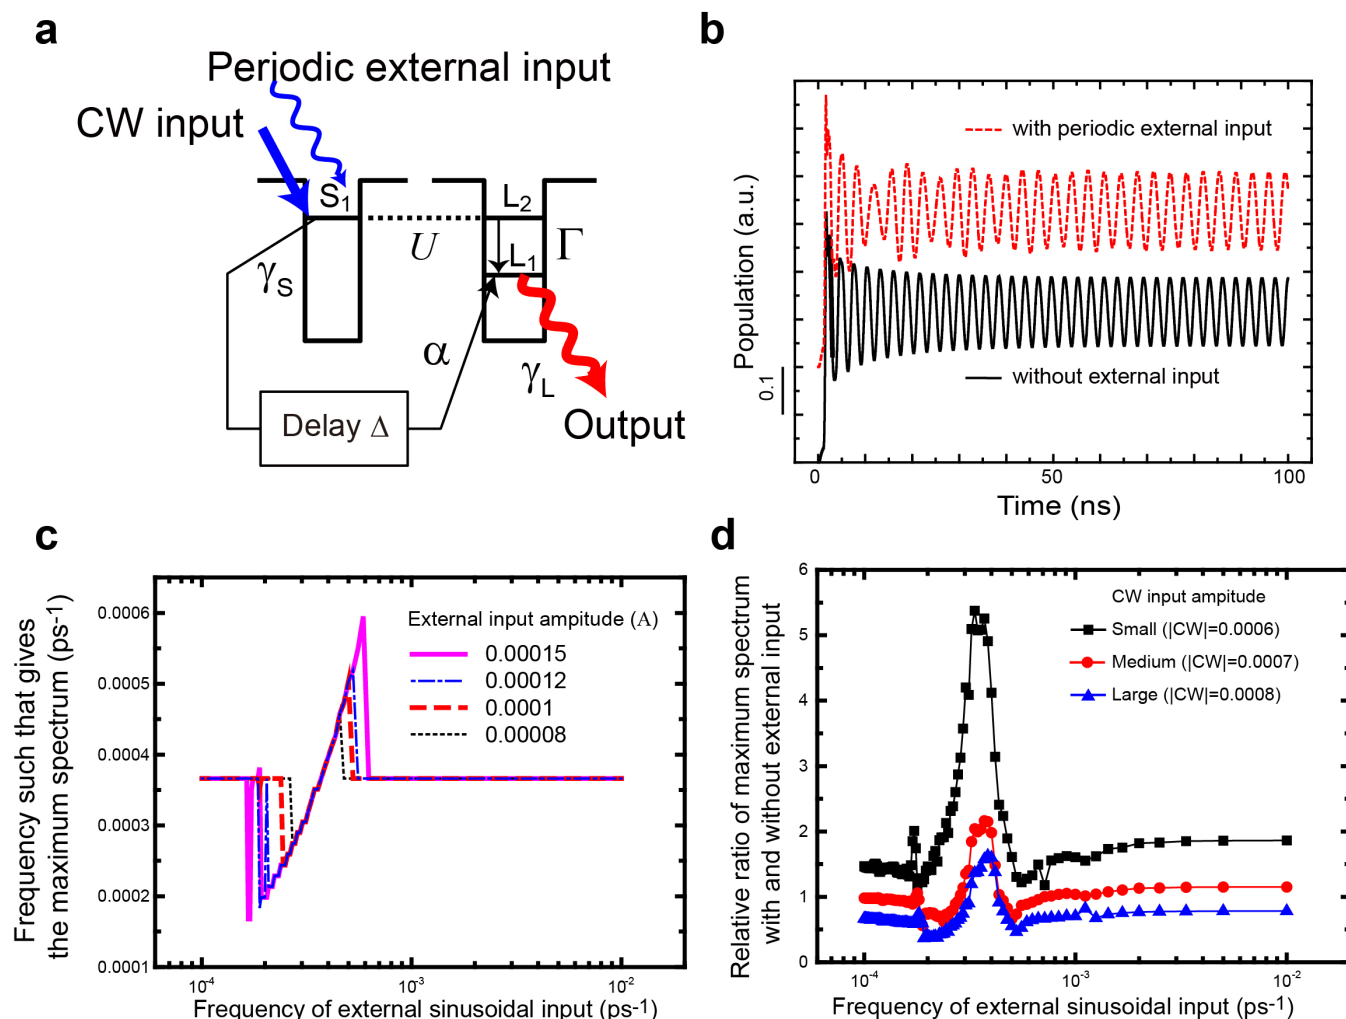 a
Periodic external input
CW input
S1
L2
U
L1
Γ
γS
α
γL
Delay Δ
Output
b
Population (a.u.)
0.1
with periodic external input
without external input
0
50
100
Time (ns)
c
Frequency such that gives
the maximum spectrum (ps-1)
0.0006
0.0005
0.0004
0.0003
0.0002
0.0001
External input ampitude (A)
0.00015
0.00012
0.0001
0.00008
10-4
10-3
10-2
Frequency of external sinusoidal input (ps-1)
d
Relative ratio of maximum spectrum
with and without external input
6
5
4
3
2
1
0
CW input ampitude
Small (|CW|=0.0006)
Medium (|CW|=0.0007)
Large (|CW|=0.0008)
10-4
10-3
10-2
Frequency of external sinusoidal input (ps-1)